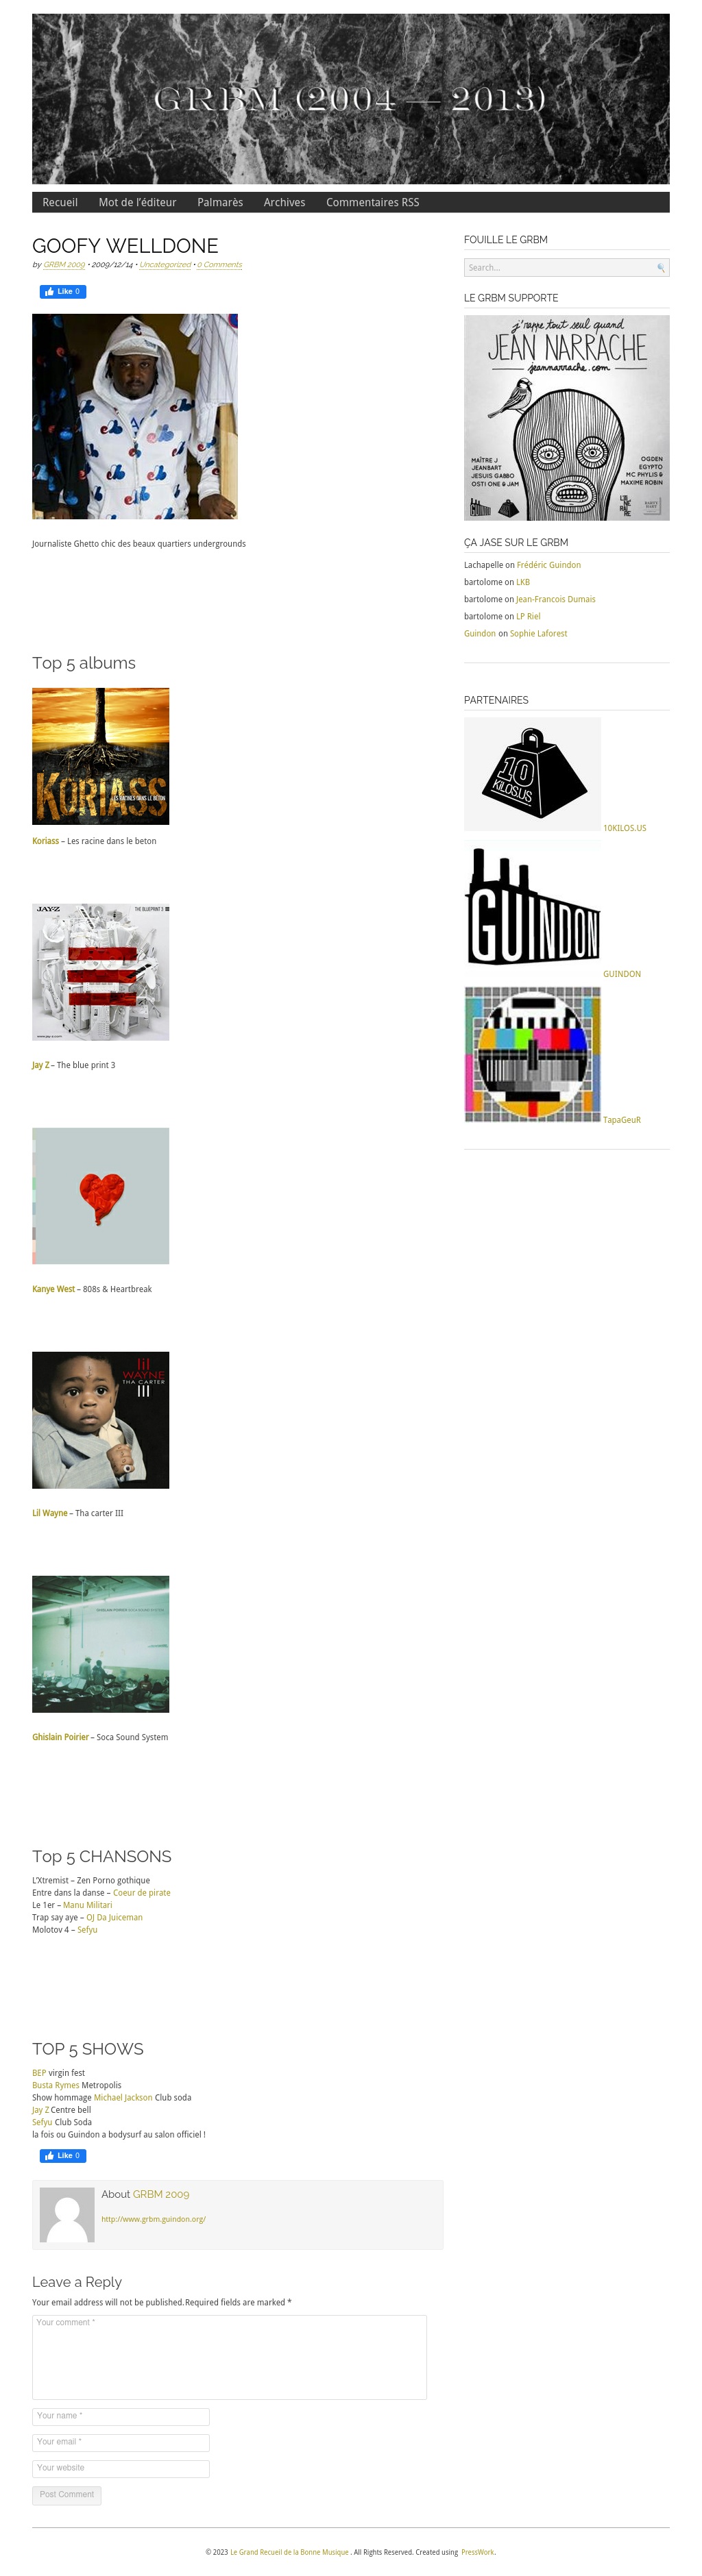 GRBM (2004 — 2013)
Recueil Mot de l'éditeur Palmarès Archives Commentaires RSS
GOOFY WELLDONE
by GRBM 2009 • 2009/12/14 • Uncategorized • 0 Comments
Like 0
Journaliste Ghetto chic des beaux quartiers undergrounds
Top 5 albums
KORIASS
LES RACINES DANS LE BÉTON
Koriass – Les racine dans le beton
JAY-Z THE BLUEPRINT 3
www.jay-z.com
Jay Z – The blue print 3
Kanye West – 808s & Heartbreak
lil
WAYNE
THA CARTER
III
Lil Wayne – Tha carter III
GHISLAIN POIRIER SOCA SOUND SYSTEM
Ghislain Poirier – Soca Sound System
Top 5 CHANSONS
L'Xtremist – Zen Porno gothique
Entre dans la danse – Coeur de pirate
Le 1er – Manu Militari
Trap say aye – OJ Da Juiceman
Molotov 4 – Sefyu
TOP 5 SHOWS
BEP virgin fest
Busta Rymes Metropolis
Show hommage Michael Jackson Club soda
Jay Z Centre bell
Sefyu Club Soda
la fois ou Guindon a bodysurf au salon officiel !
Like 0
About GRBM 2009
http://www.grbm.guindon.org/
Leave a Reply
Your email address will not be published. Required fields are marked *
Your comment *
Your name *
Your email *
Your website
Post Comment
FOUILLE LE GRBM
Search...
LE GRBM SUPPORTE
j'rappe tout seul quand
JEAN NARRACHE
jeannarrache.com
MAÎTRE J
JEANBART
JESUIS GABBO
OSTI ONE & JAM
OGDEN
EGYPTO
MC PHYLIS &
MAXIME ROBIN
ÇA JASE SUR LE GRBM
Lachapelle on Frédéric Guindon
bartolome on LKB
bartolome on Jean-Francois Dumais
bartolome on LP Riel
Guindon on Sophie Laforest
PARTENAIRES
10
KILOS.US
10KILOS.US
GUINDON
GUINDON
TapaGeuR
© 2023 Le Grand Recueil de la Bonne Musique . All Rights Reserved. Created using PressWork.